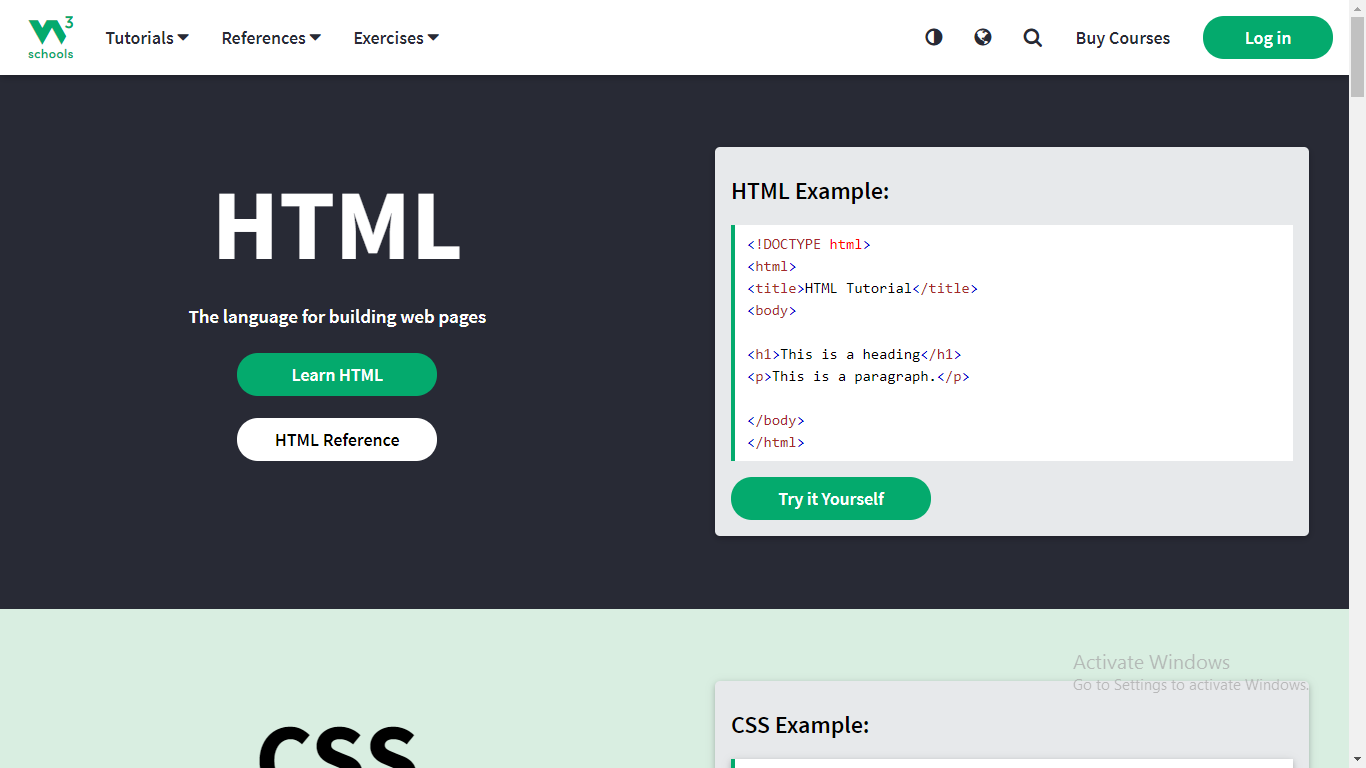 3
schools
Tutorials
References
Exercises
Buy Courses
Log in
HTML
The language for building web pages
Learn HTML
HTML Reference
HTML Example:
<!DOCTYPE html>
<html>
<title>HTML Tutorial</title>
<body>
<h1>This is a heading</h1>
<p>This is a paragraph.</p>
</body>
</html>
Try it Yourself
CSS
CSS Example:
Activate Windows
Go to Settings to activate Windows.